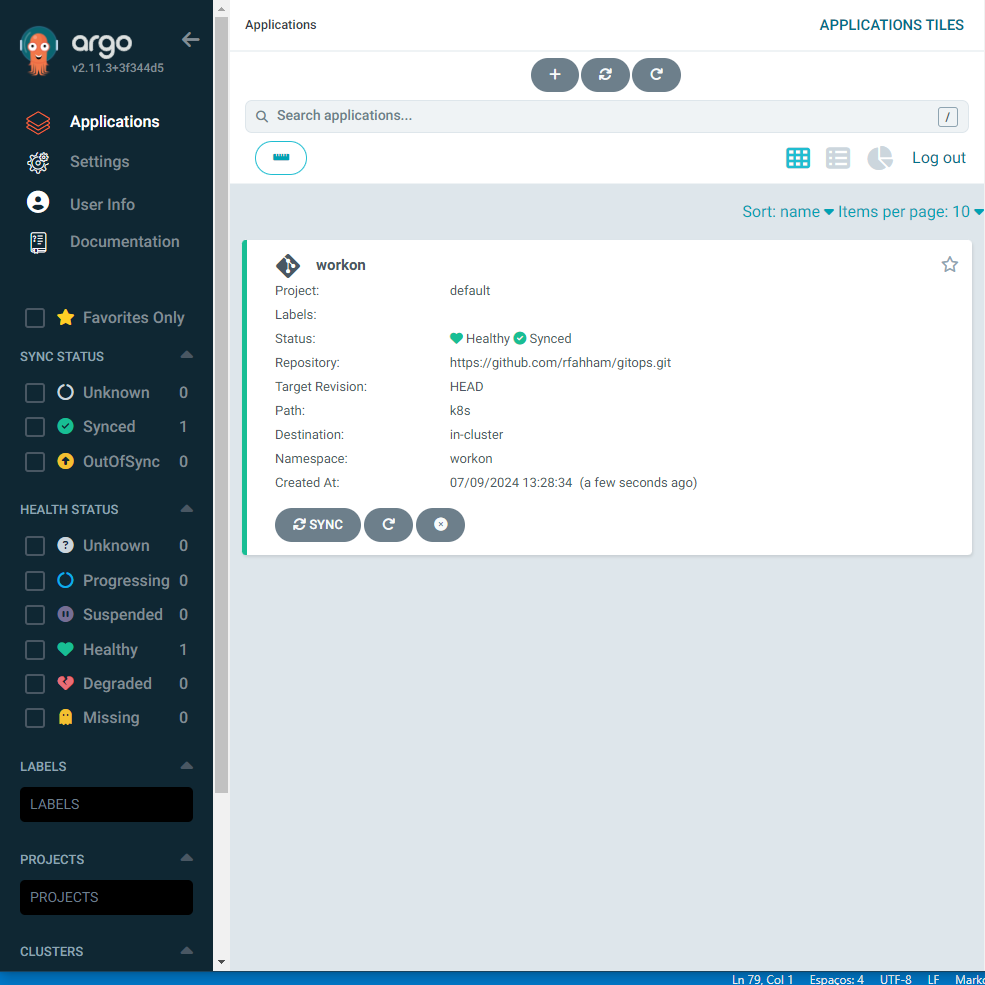 argo
v2.11.3+3f344d5
Applications
Settings
User Info
Documentation
Favorites Only
SYNC STATUS
Unknown 0
Synced 1
OutOfSync 0
HEALTH STATUS
? Unknown 0
Progressing 0
Suspended 0
Healthy 1
Degraded 0
Missing 0
LABELS
LABELS
PROJECTS
PROJECTS
CLUSTERS
Applications
APPLICATIONS TILES
+
Search applications... /
Log out
Sort: name Items per page: 10
workon
Project: default
Labels:
Status: Healthy Synced
Repository: https://github.com/rfahham/gitops.git
Target Revision: HEAD
Path: k8s
Destination: in-cluster
Namespace: workon
Created At: 07/09/2024 13:28:34 (a few seconds ago)
SYNC
Ln 79, Col 1 Espaços: 4 UTF-8 LF